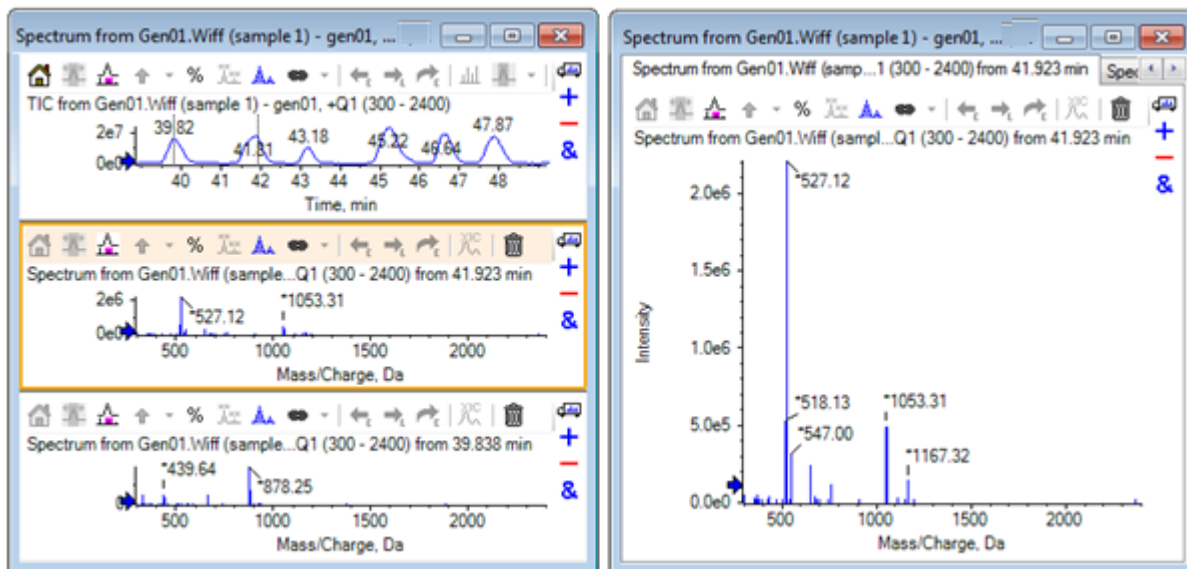 Spectrum from Gen01.Wiff (sample 1) - gen01, ...
%
TIC from Gen01.Wiff (sample 1) - gen01, +Q1 (300 - 2400)
2e7
39.82
41.81
43.18
45.22
46.64
47.87
0e0
40 41 42 43 44 45 46 47 48
Time, min
+
&
%
XIC
Spectrum from Gen01.Wiff (sample...Q1 (300 - 2400) from 41.923 min
2e6
*527.12
*1053.31
0e0
500 1000 1500 2000
Mass/Charge, Da
+
&
%
XIC
Spectrum from Gen01.Wiff (sample...Q1 (300 - 2400) from 39.838 min
*439.64
*878.25
500 1000 1500 2000
Mass/Charge, Da
+
&
Spectrum from Gen01.Wiff (sample 1) - gen01, ...
Spectrum from Gen01.Wiff (samp...1 (300 - 2400) from 41.923 min
Spec
%
XIC
Spectrum from Gen01.Wiff (sampl...Q1 (300 - 2400) from 41.923 min
+
&
*527.12
2.0e6
1.5e6
Intensity
1.0e6
*518.13
*1053.31
5.0e5
*547.00
*1167.32
0.0e0
500 1000 1500 2000
Mass/Charge, Da